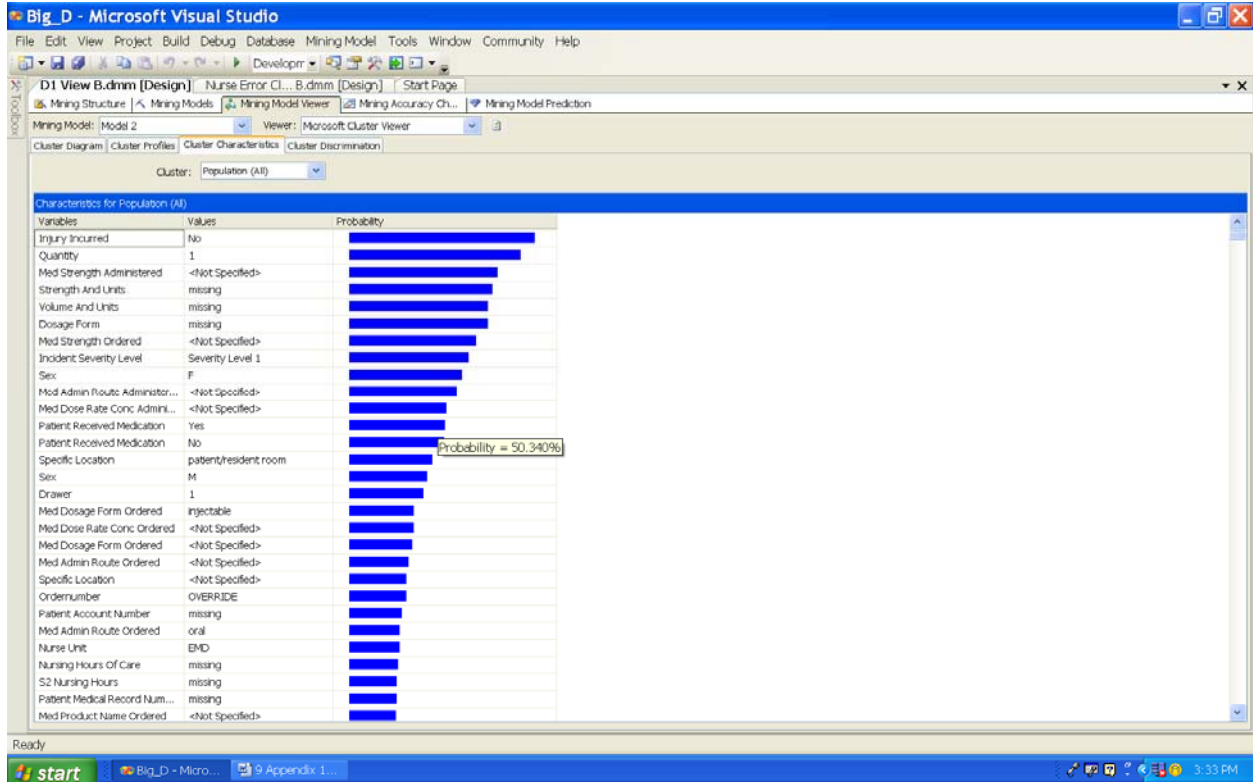 Big_D - Microsoft Visual Studio
File Edit View Project Build Debug Database Mining Model Tools Window Community Help
Developm
Toolbox
D1 View B.dmm [Design] Nurse Error Cl... B.dmm [Design] Start Page
Mining Structure Mining Models Mining Model Viewer Mining Accuracy Ch... Mining Model Prediction
Mining Model: Model 2 Viewer: Microsoft Cluster Viewer
Cluster Diagram Cluster Profiles Cluster Characteristics Cluster Discrimination
Cluster: Population (All)
Characteristics for Population (All)
Variables Values Probability
Injury Incurred No
Quantity 1
Med Strength Administered <Not Specified>
Strength And Units missing
Volume And Units missing
Dosage Form missing
Med Strength Ordered <Not Specified>
Incident Severity Level Severity Level 1
Sex F
Med Admin Route Administer... <Not Specified>
Med Dose Rate Conc Admini... <Not Specified>
Patient Received Medication Yes
Patient Received Medication No
Probability = 50.340%
Specific Location patient/resident room
Sex M
Drawer 1
Med Dosage Form Ordered injectable
Med Dose Rate Conc Ordered <Not Specified>
Med Dosage Form Ordered <Not Specified>
Med Admin Route Ordered <Not Specified>
Specific Location <Not Specified>
Ordernumber OVERRIDE
Patient Account Number missing
Med Admin Route Ordered oral
Nurse Unit EMD
Nursing Hours Of Care missing
S2 Nursing Hours missing
Patient Medical Record Num... missing
Med Product Name Ordered <Not Specified>
Ready
start Big_D - Micro... 9 Appendix 1... 3:33 PM